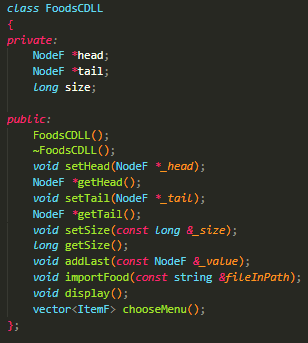 class FoodsCDLL
{
private:
    NodeF *head;
    NodeF *tail;
    long size;

public:
    FoodsCDLL();
    ~FoodsCDLL();
    void setHead(NodeF *_head);
    NodeF *getHead();
    void setTail(NodeF *_tail);
    NodeF *getTail();
    void setSize(const long &_size);
    long getSize();
    void addLast(const NodeF &_value);
    void importFood(const string &fileInPath);
    void display();
    vector<ItemF> chooseMenu();
};